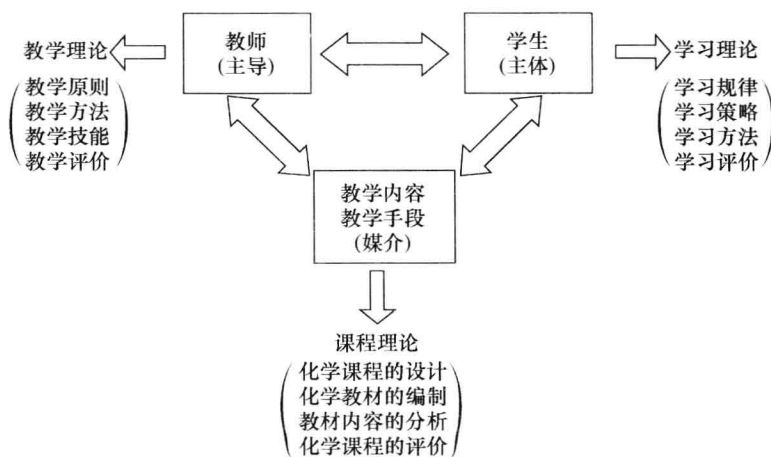 教学理论
教学原则
教学方法
教学技能
教学评价
教师
(主导)
学生
(主体)
学习理论
学习规律
学习策略
学习方法
学习评价
教学内容
教学手段
(媒介)
课程理论
化学课程的设计
化学教材的编制
教材内容的分析
化学课程的评价